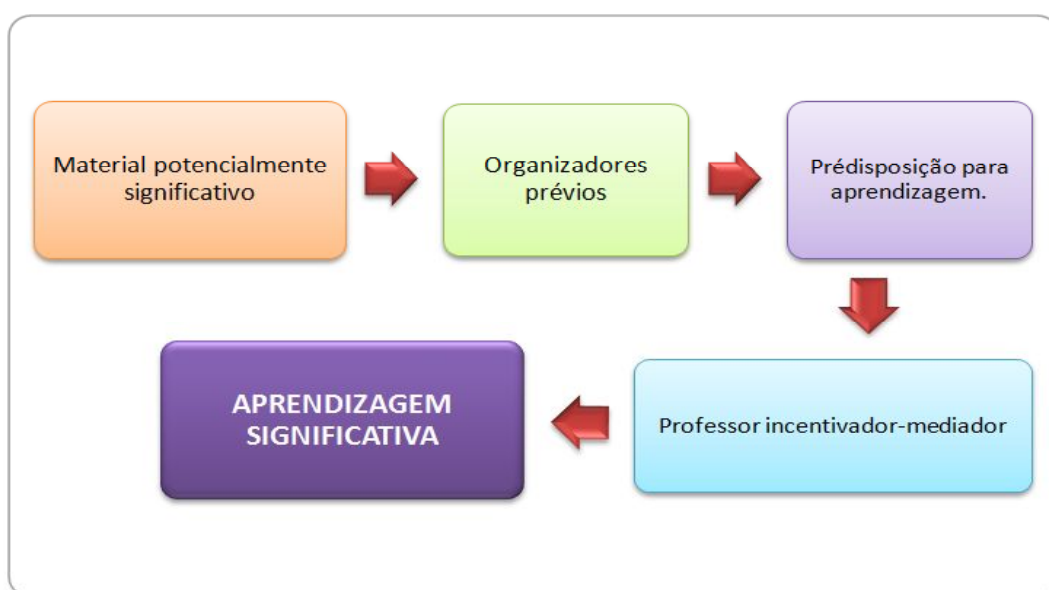 Material potencialmente
significativo
Organizadores
prévios
Prédisposição para
aprendizagem.
Professor incentivador-mediador
APRENDIZAGEM
SIGNIFICATIVA